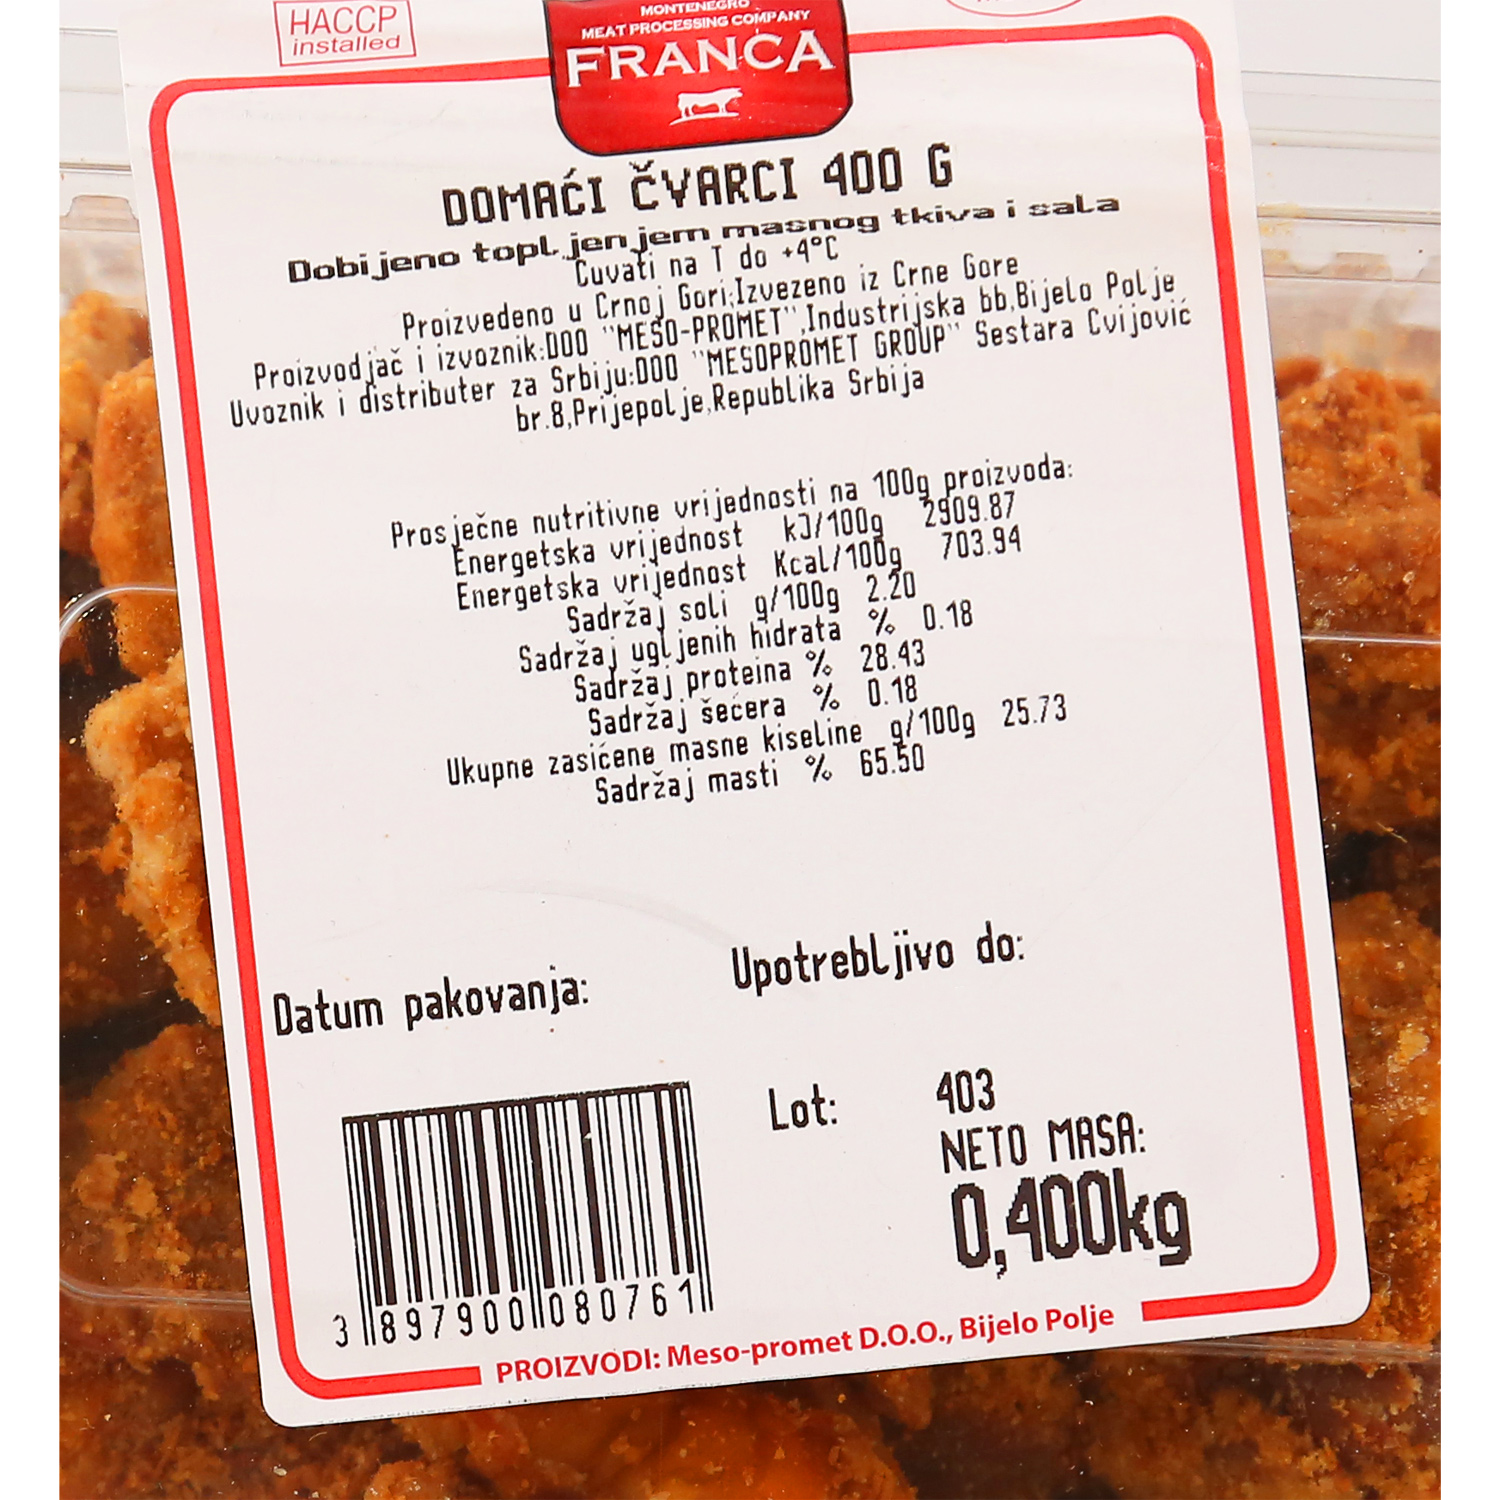 HACCP
installed
MONTENEGRO
MEAT PROCESSING COMPANY
FRANCA
DOMAĆI ČVARCI 400 G
Dobijeno topljenjem masnog tkiva i sala
Čuvati na T do +4°C
Proizvedeno u Crnoj Gori;Izvezeno iz Crne Gore
Proizvodjač i izvoznik:DOO "MESO-PROMET",Industrijska bb,Bijelo Polje
Uvoznik i distributer za Srbiju:DOO "MESOPROMET GROUP" Sestara Cvijović
br.8,Prijepolje,Republika Srbija
Prosječne nutritivne vrijednosti na 100g proizvoda:
Energetska vrijednost kJ/100g 2909.87
Energetska vrijednost Kcal/100g 703.94
Sadržaj soli g/100g 2.20
Sadržaj ugljenih hidrata % 0.18
Sadržaj proteina % 28.43
Sadržaj šećera % 0.18
Ukupne zasićene masne kiseline g/100g 25.73
Sadržaj masti % 65.50
Datum pakovanja:
Upotrebljivo do:
Lot: 403
NETO MASA:
0,400kg
3 897900 080761
PROIZVODI: Meso-promet D.O.O., Bijelo Polje